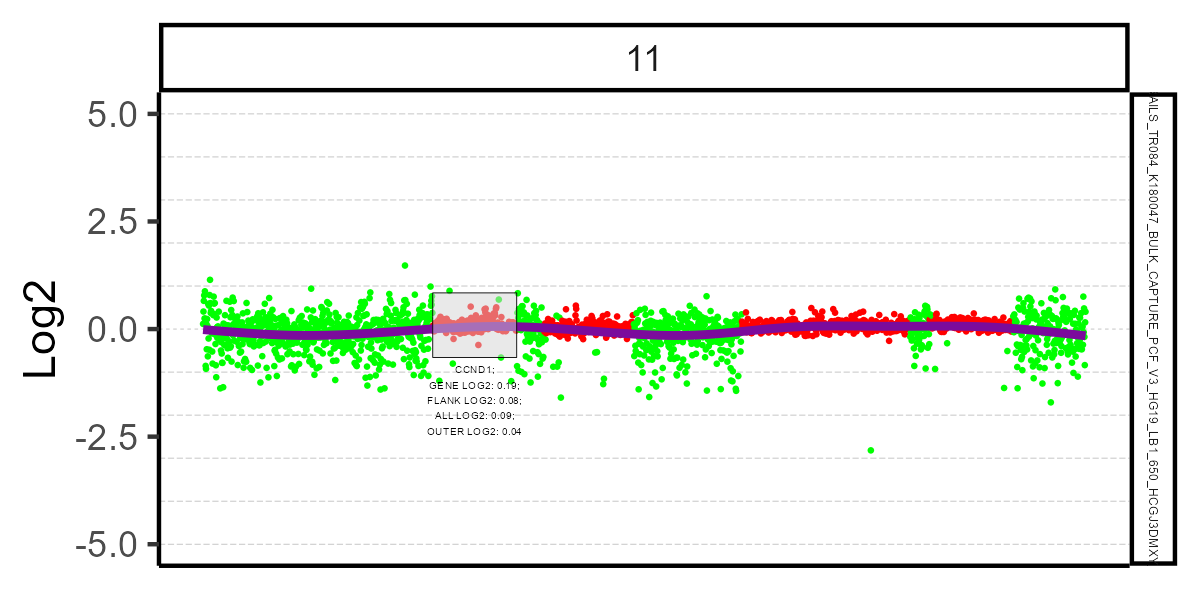 11
Log2
5.0
2.5
0.0
-2.5
-5.0
CCND1;
GENE LOG2: 0.19;
FLANK LOG2: 0.08;
ALL LOG2: 0.09;
OUTER LOG2: 0.04
AILS_TR084_K180047_BULK_CAPTURE_PCE_V3_HG19_LB1_650_HCGJ3DMXY